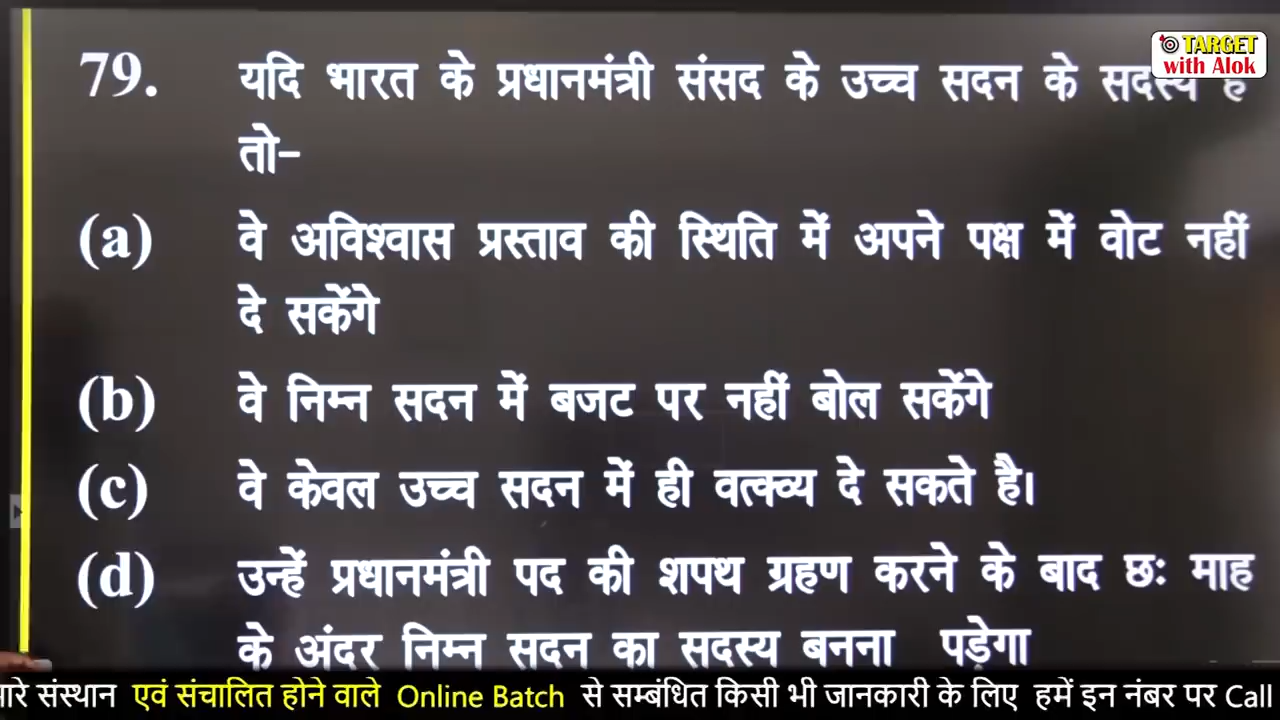 TARGET
with Alok
79. यदि भारत के प्रधानमंत्री संसद के उच्च सदन के सदस्य है
तो-
(a) वे अविश्वास प्रस्ताव की स्थिति में अपने पक्ष में वोट नहीं
दे सकेंगे
(b) वे निम्न सदन में बजट पर नहीं बोल सकेंगे
(c) वे केवल उच्च सदन में ही वत्क्व्य दे सकते है।
(d) उन्हें प्रधानमंत्री पद की शपथ ग्रहण करने के बाद छः माह
के अंदर निम्न सदन का सदस्य बनना पड़ेगा
संस्थान एवं संचालित होने वाले Online Batch से सम्बंधित किसी भी जानकारी के लिए हमें इन नंबर पर Call